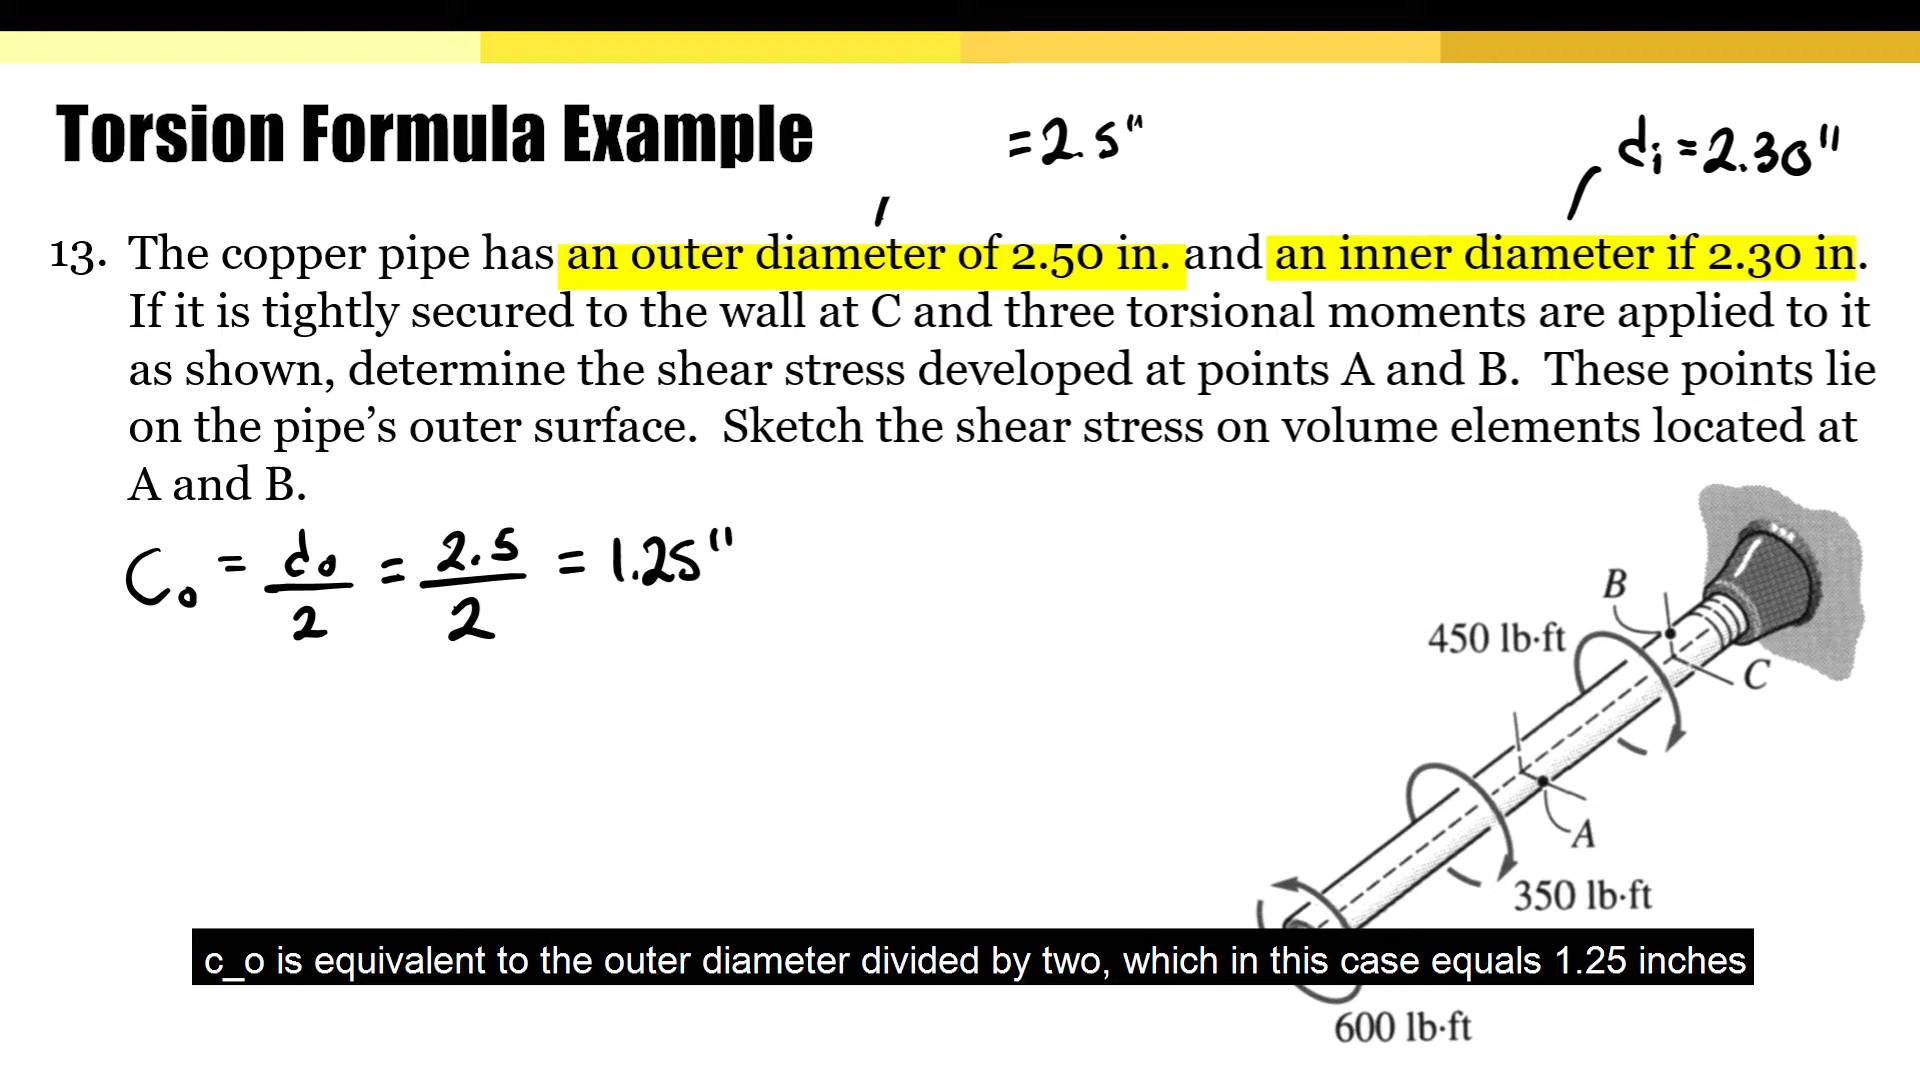 Torsion Formula Example
= 2.5"
di = 2.30"
13. The copper pipe has an outer diameter of 2.50 in. and an inner diameter if 2.30 in.
If it is tightly secured to the wall at C and three torsional moments are applied to it
as shown, determine the shear stress developed at points A and B. These points lie
on the pipe’s outer surface. Sketch the shear stress on volume elements located at
A and B.
Co = do/2 = 2.5/2 = 1.25"
B
450 lb·ft
C
A
350 lb·ft
c_o is equivalent to the outer diameter divided by two, which in this case equals 1.25 inches
600 lb·ft